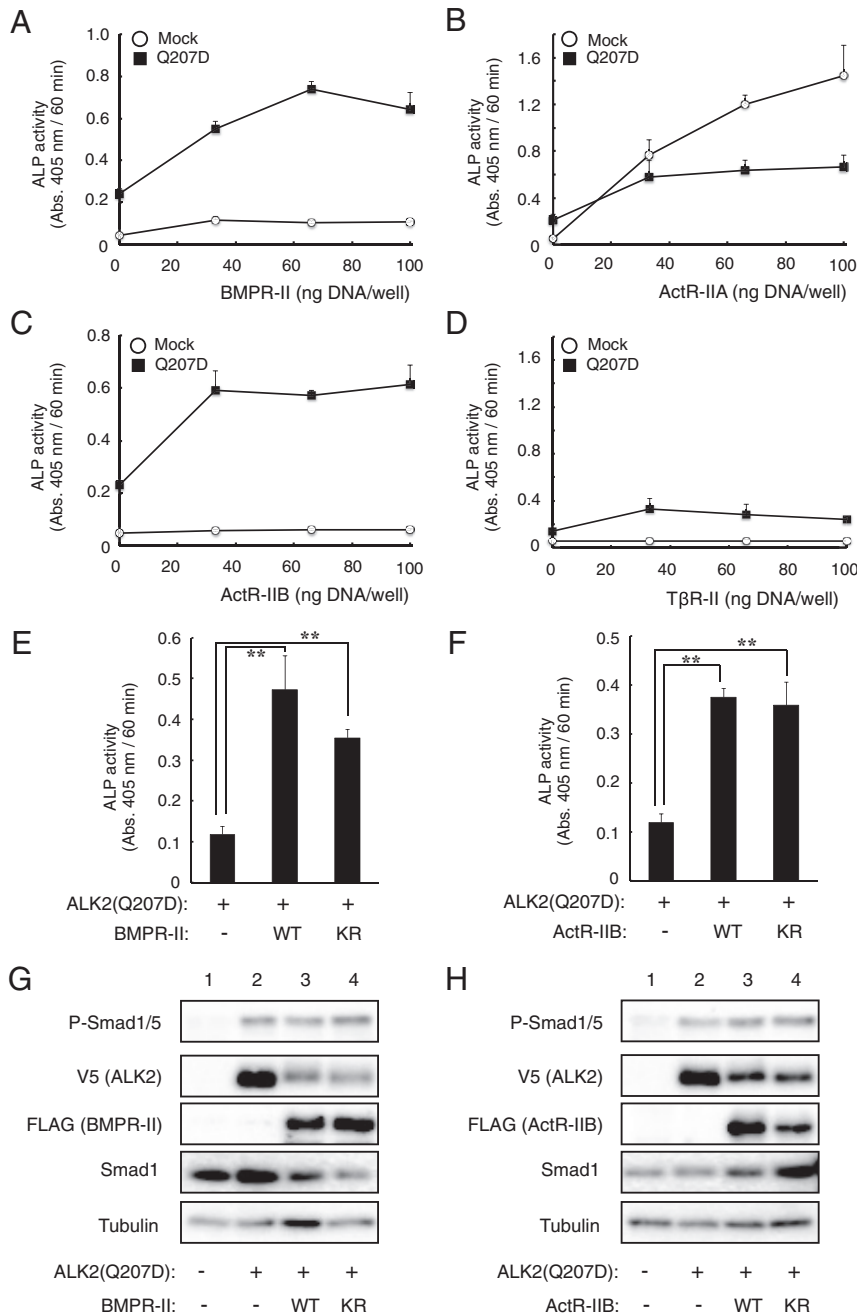 A
Mock
Q207D
ALP activity
(Abs. 405 nm / 60 min)
1.0
0.8
0.6
0.4
0.2
0
0 20 40 60 80 100
BMPR-II (ng DNA/well)
B
Mock
Q207D
ALP activity
(Abs. 405 nm / 60 min)
1.6
1.2
0.8
0.4
0
0 20 40 60 80 100
ActR-IIA (ng DNA/well)
C
Mock
Q207D
ALP activity
(Abs. 405 nm / 60 min)
0.8
0.6
0.4
0.2
0
0 20 40 60 80 100
ActR-IIB (ng DNA/well)
D
Mock
Q207D
ALP activity
(Abs. 405 nm / 60 min)
1.6
1.2
0.8
0.4
0
0 20 40 60 80 100
TβR-II (ng DNA/well)
E
ALP activity
(Abs. 405 nm / 60 min)
0.6
0.5
0.4
0.3
0.2
0.1
0
**
**
ALK2(Q207D): + + +
BMPR-II: - WT KR
F
ALP activity
(Abs. 405 nm / 60 min)
0.5
0.4
0.3
0.2
0.1
0
**
**
ALK2(Q207D): + + +
ActR-IIB: - WT KR
G
1 2 3 4
P-Smad1/5
V5 (ALK2)
FLAG (BMPR-II)
Smad1
Tubulin
ALK2(Q207D): - + + +
BMPR-II: - - WT KR
H
1 2 3 4
P-Smad1/5
V5 (ALK2)
FLAG (ActR-IIB)
Smad1
Tubulin
ALK2(Q207D): - + + +
ActR-IIB: - - WT KR